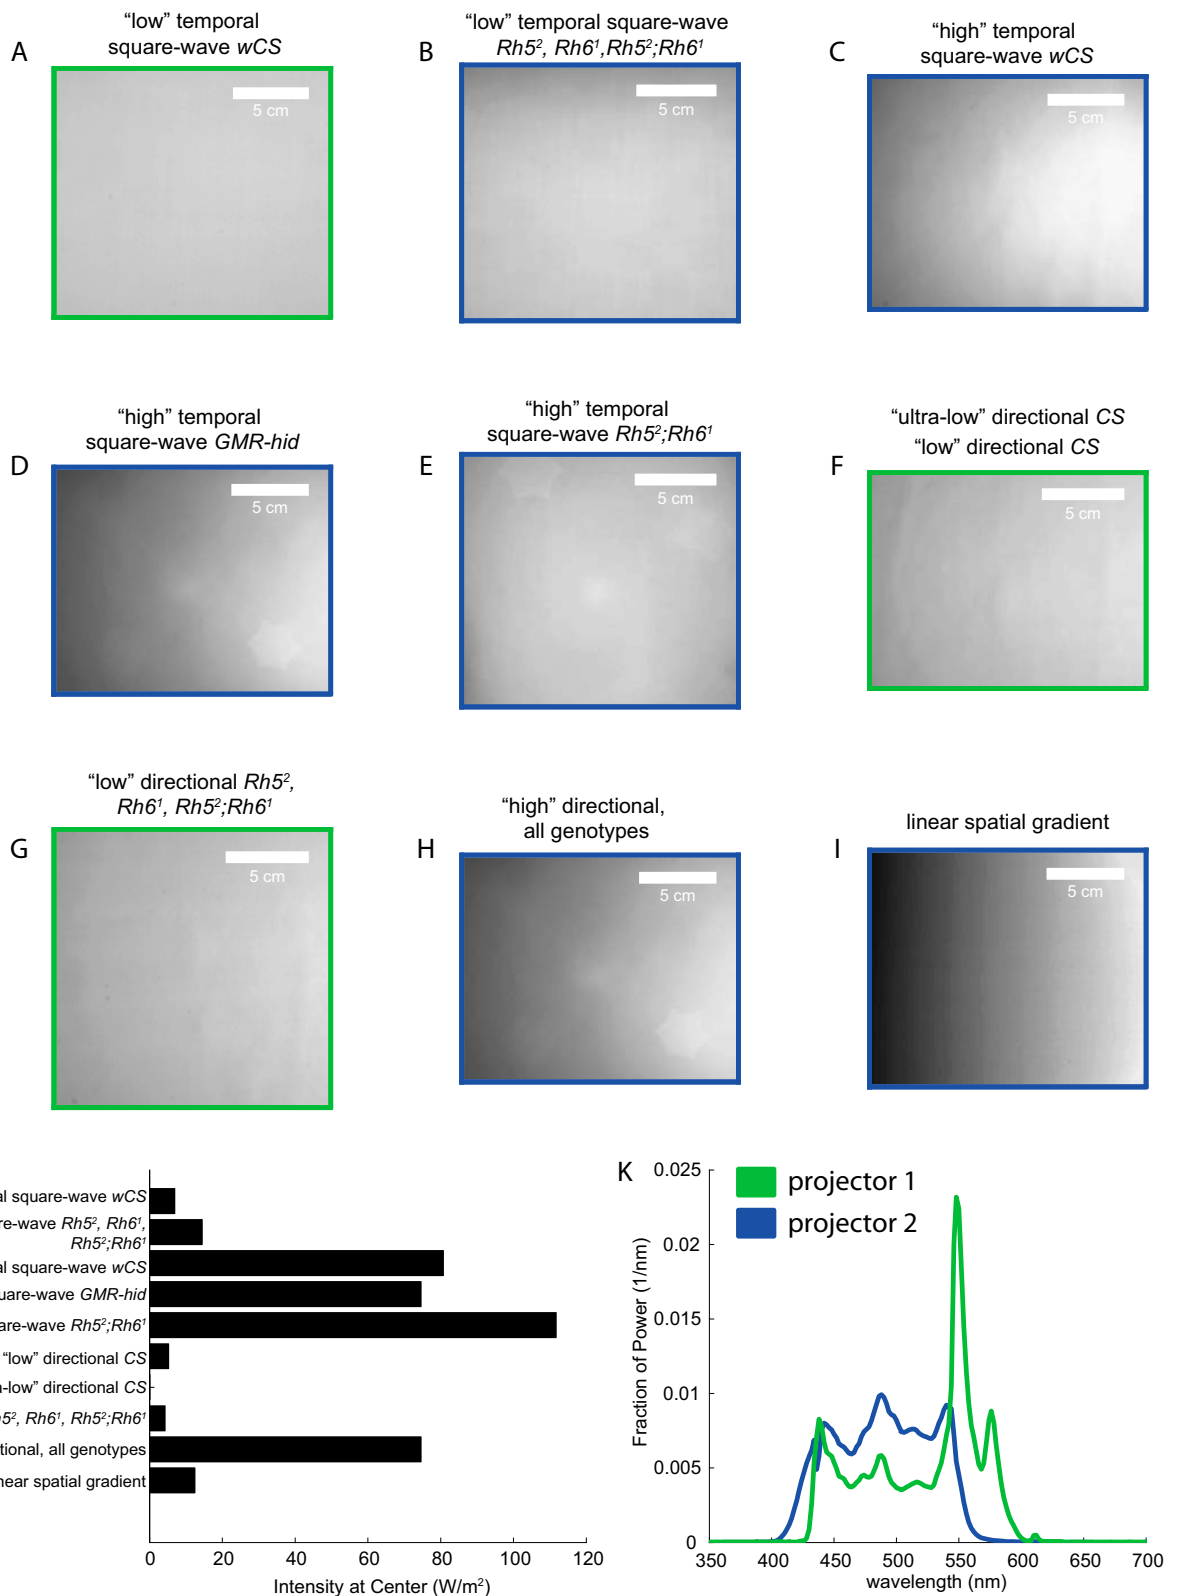 A
“low” temporal
square-wave wCS
5 cm
B
“low” temporal square-wave
Rh5², Rh6¹,Rh5²;Rh6¹
5 cm
C
“high” temporal
square-wave wCS
5 cm
D
“high” temporal
square-wave GMR-hid
5 cm
E
“high” temporal
square-wave Rh5²;Rh6¹
5 cm
F
“ultra-low” directional CS
“low” directional CS
5 cm
G
“low” directional Rh5²,
Rh6¹, Rh5²;Rh6¹
5 cm
H
“high” directional,
all genotypes
5 cm
I
linear spatial gradient
5 cm
al square-wave wCS
re-wave Rh5², Rh6¹,
Rh5²;Rh6¹
al square-wave wCS
uare-wave GMR-hid
are-wave Rh5²;Rh6¹
“low” directional CS
a-low” directional CS
h5², Rh6¹, Rh5²;Rh6¹
tional, all genotypes
near spatial gradient
0 20 40 60 80 100 120
Intensity at Center (W/m²)
K
projector 1
projector 2
0.025
0.02
0.015
0.01
0.005
0
Fraction of Power (1/nm)
350 400 450 500 550 600 650 700
wavelength (nm)